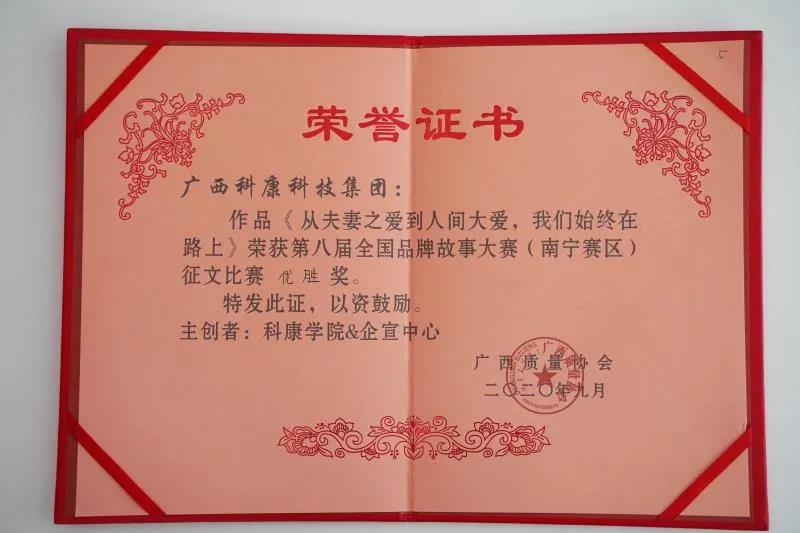 荣誉证书
广西科康科技集团：
作品《从夫妻之爱到人间大爱，我们始终在
路上》荣获第八届全国品牌故事大赛（南宁赛区）
征文比赛 优胜 奖。
特发此证，以资鼓励。
主创者：科康学院&企宣中心
广西质量协会
二〇二〇年九月